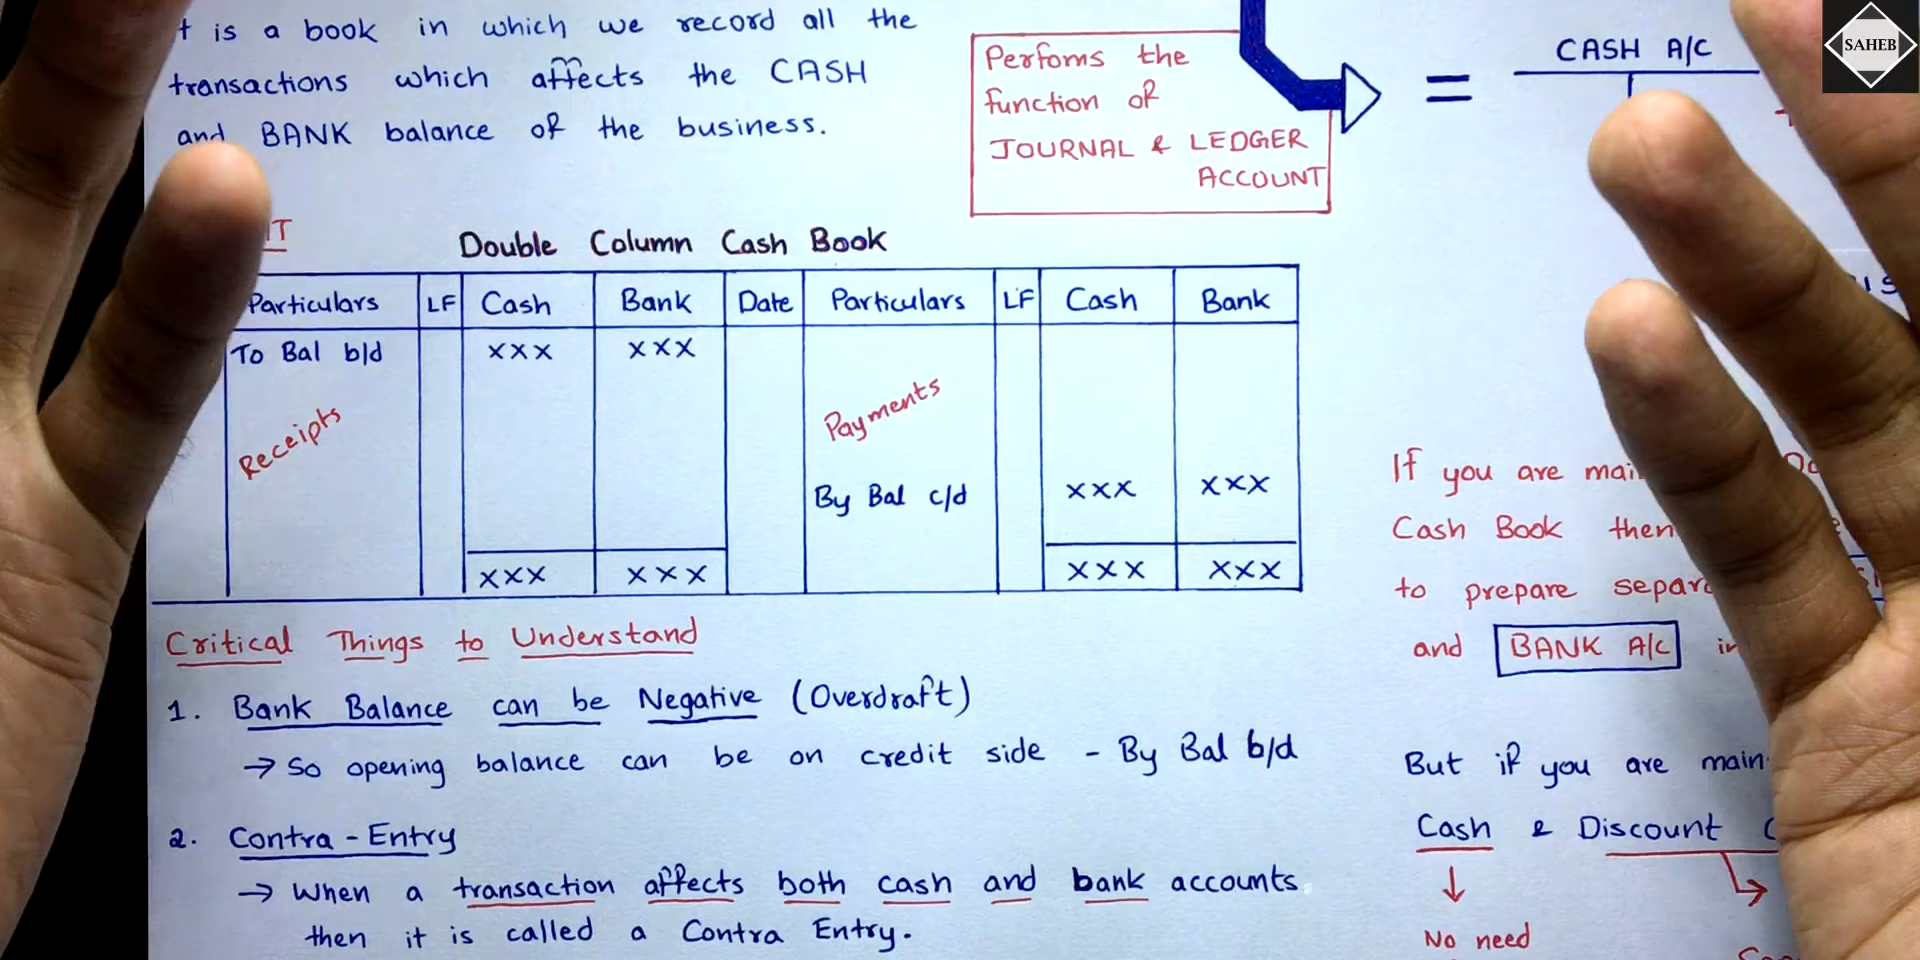 is a book in which we record all the
transactions which affects the CASH
and BANK balance of the business.
Perfoms the
function of
JOURNAL & LEDGER
ACCOUNT
=
CASH A/C
SAHEB
Double Column Cash Book
Particulars LF Cash Bank Date Particulars LF Cash Bank
To Bal b/d xxx xxx
Receipts
Payments
By Bal c/d xxx xxx
xxx xxx xxx xxx
Critical Things to Understand
1. Bank Balance can be Negative (Overdraft)
→ So opening balance can be on credit side - By Bal b/d
2. Contra - Entry
→ When a transaction affects both cash and bank accounts
then it is called a Contra Entry.
If you are
Cash Book then
to prepare
and BANK A/C
But if you are
Cash & Discount
↓
No need